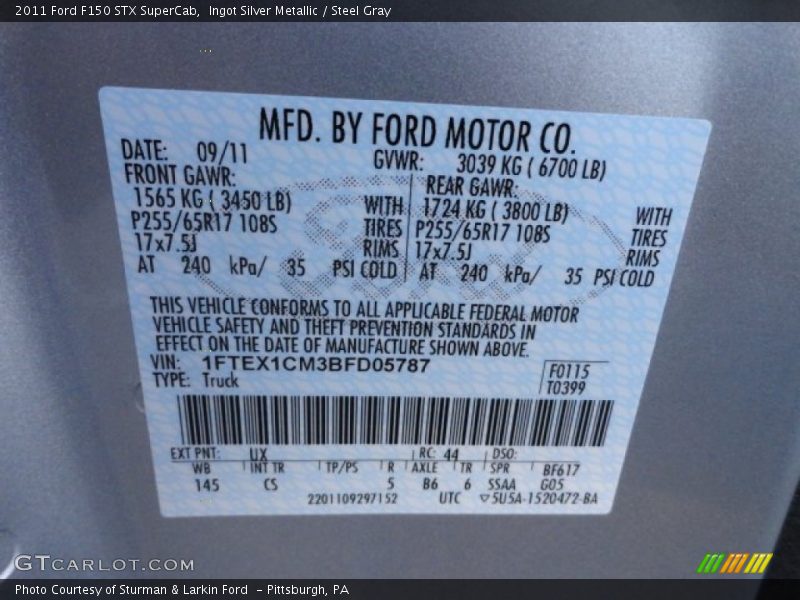 2011 Ford F150 STX SuperCab,  Ingot Silver Metallic / Steel Gray
MFD. BY FORD MOTOR CO.
DATE: 09/11 GVWR: 3039 KG ( 6700 LB)
FRONT GAWR: REAR GAWR:
1565 KG ( 3450 LB) WITH 1724 KG ( 3800 LB) WITH
P255/65R17 108S TIRES P255/65R17 108S TIRES
17x7.5J RIMS 17x7.5J RIMS
AT 240 kPa/ 35 PSI COLD AT 240 kPa/ 35 PSI COLD
THIS VEHICLE CONFORMS TO ALL APPLICABLE FEDERAL MOTOR
VEHICLE SAFETY AND THEFT PREVENTION STANDARDS IN
EFFECT ON THE DATE OF MANUFACTURE SHOWN ABOVE.
VIN: 1FTEX1CM3BFD05787 F0115
TYPE: Truck T0399
EXT PNT: UX RC: 44 DSO:
WB INT TR TP/PS R AXLE TR SPR BF617
145 CS 5 B6 6 SSAA G05
2201109297152 UTC ▽5U5A-1520472-BA
GTCARLOT.COM
Photo Courtesy of Sturman & Larkin Ford  - Pittsburgh, PA